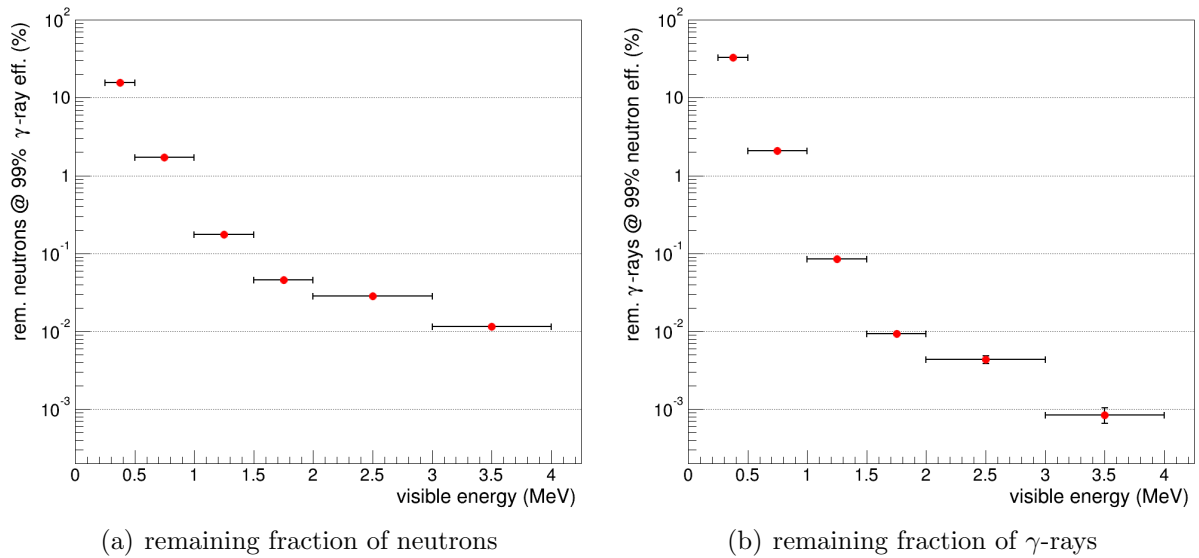 rem. neutrons @ 99% γ-ray eff. (%)
10²
10
1
10⁻¹
10⁻²
10⁻³
0 0.5 1 1.5 2 2.5 3 3.5 4
visible energy (MeV)
(a) remaining fraction of neutrons
rem. γ-rays @ 99% neutron eff. (%)
10²
10
1
10⁻¹
10⁻²
10⁻³
0 0.5 1 1.5 2 2.5 3 3.5 4
visible energy (MeV)
(b) remaining fraction of γ-rays